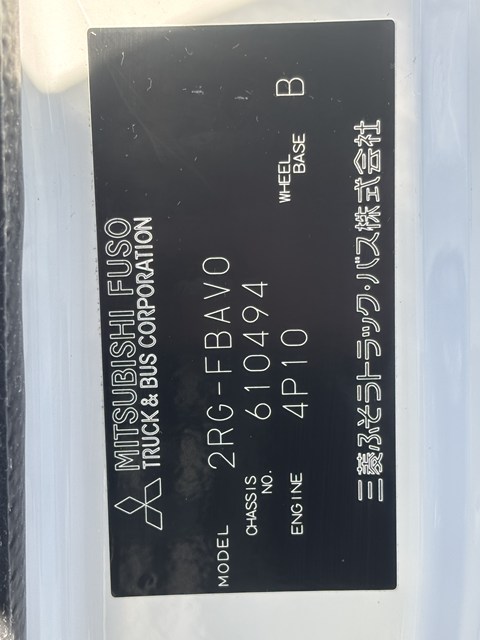 MITSUBISHI FUSO
TRUCK & BUS CORPORATION
MODEL 2RG-FBAV0
CHASSIS NO. 610494
ENGINE 4P10 WHEEL BASE B
三菱ふそうトラック・バス株式会社